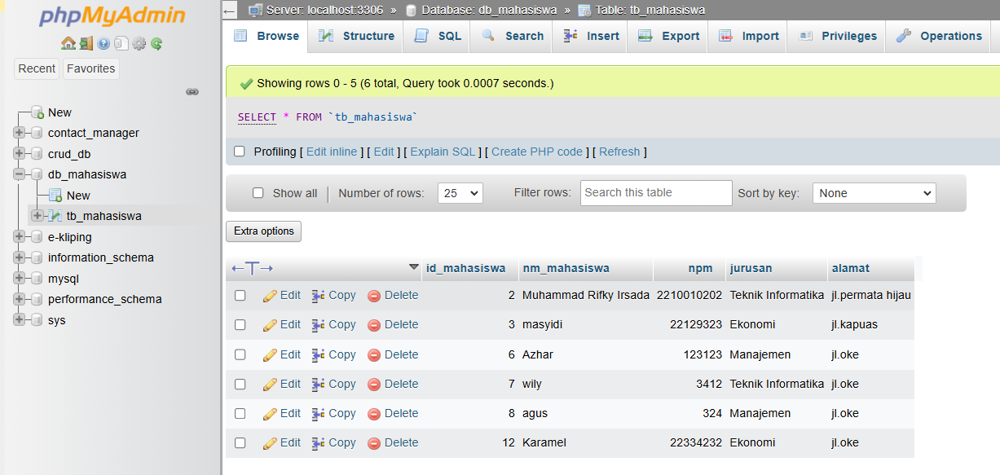 phpMyAdmin
Recent Favorites
New
contact_manager
crud_db
db_mahasiswa
New
tb_mahasiswa
e-kliping
information_schema
mysql
performance_schema
sys
Server: localhost:3306 » Database: db_mahasiswa » Table: tb_mahasiswa
Browse Structure SQL Search Insert Export Import Privileges Operations
Showing rows 0 - 5 (6 total, Query took 0.0007 seconds.)
SELECT * FROM `tb_mahasiswa`
Profiling [ Edit inline ] [ Edit ] [ Explain SQL ] [ Create PHP code ] [ Refresh ]
Show all | Number of rows: 25 Filter rows: Search this table Sort by key: None
Extra options
←T→ id_mahasiswa nm_mahasiswa npm jurusan alamat
Edit Copy Delete 2 Muhammad Rifky Irsada 2210010202 Teknik Informatika jl.permata hijau
Edit Copy Delete 3 masyidi 22129323 Ekonomi jl.kapuas
Edit Copy Delete 6 Azhar 123123 Manajemen jl.oke
Edit Copy Delete 7 wily 3412 Teknik Informatika jl.oke
Edit Copy Delete 8 agus 324 Manajemen jl.oke
Edit Copy Delete 12 Karamel 22334232 Ekonomi jl.oke